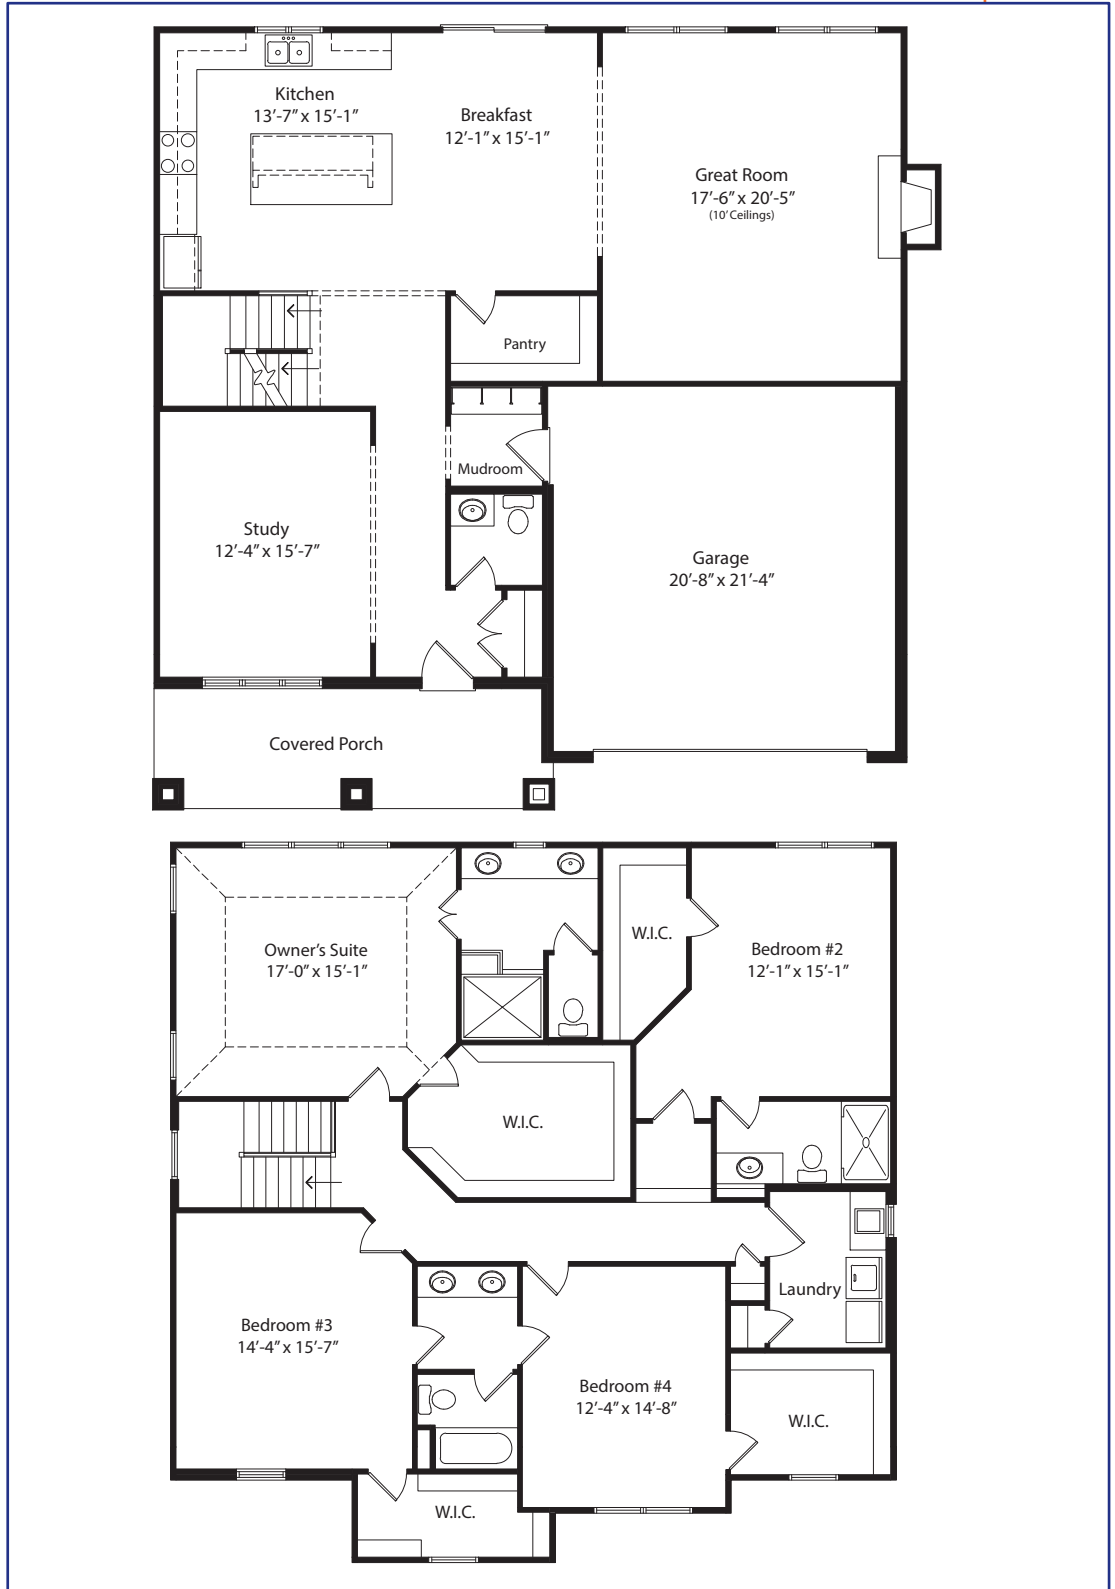 Kitchen
13’-7” x 15’-1”
Breakfast
12’-1” x 15’-1”
Great Room
17’-6” x 20’-5”
(10’ Ceilings)
Pantry
Mudroom
Study
12’-4” x 15’-7”
Garage
20’-8” x 21’-4”
Covered Porch
Owner’s Suite
17’-0” x 15’-1”
W.I.C.
Bedroom #2
12’-1” x 15’-1”
W.I.C.
Laundry
Bedroom #3
14’-4” x 15’-7”
Bedroom #4
12’-4” x 14’-8”
W.I.C.
W.I.C.